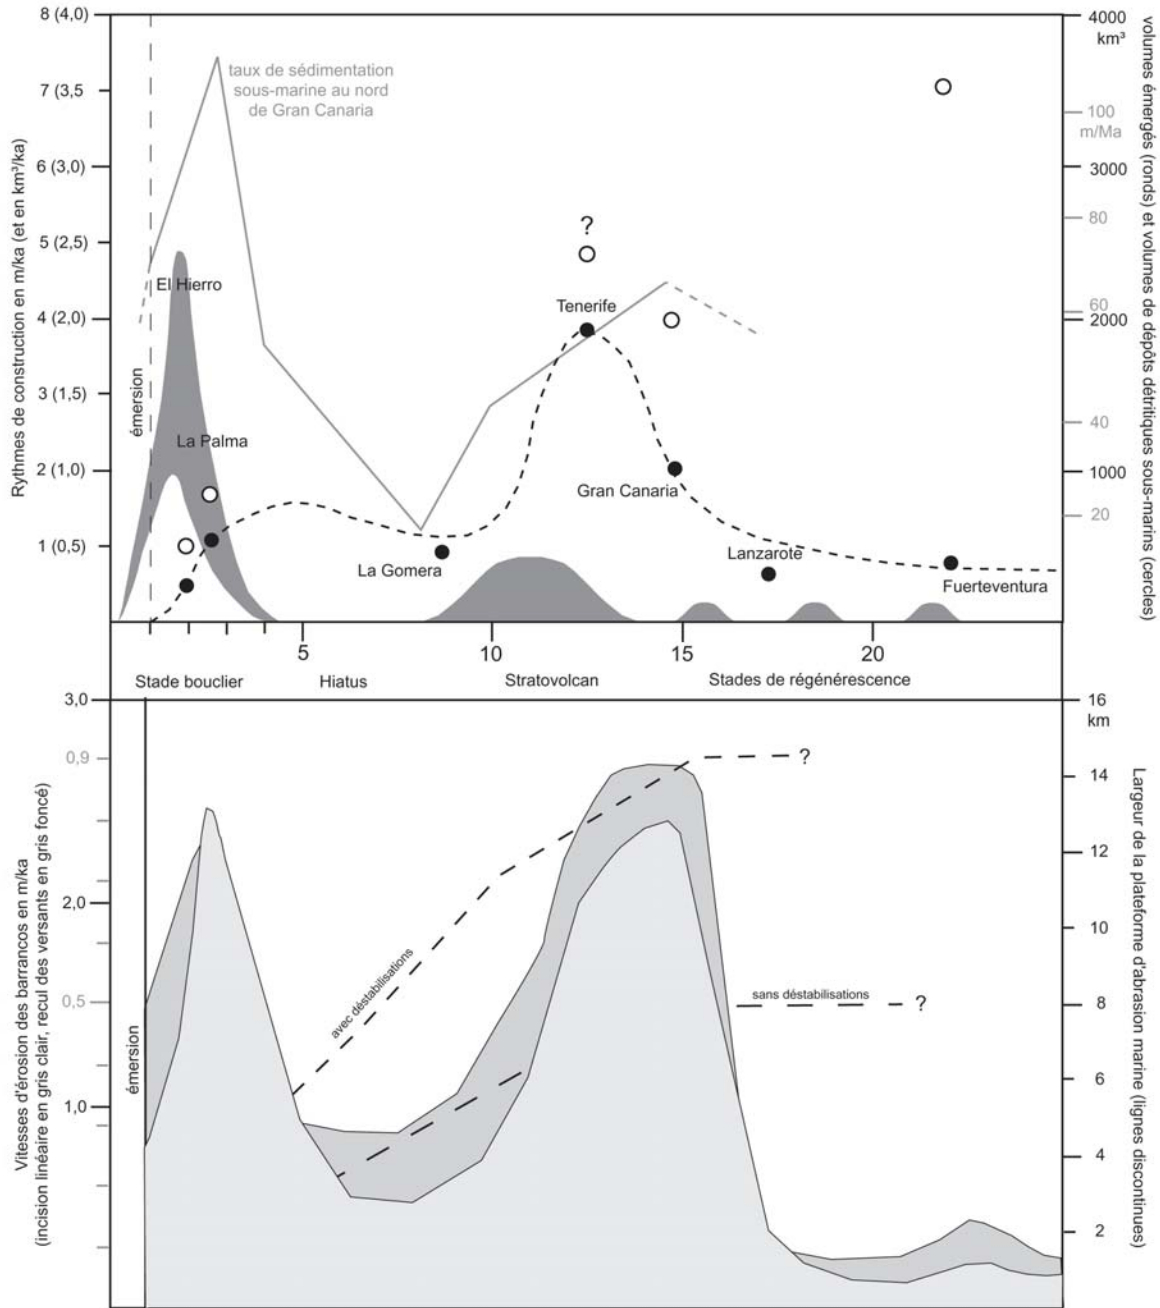 8 (4,0)
7 (3,5
6 (3,0)
5 (2,5)
4 (2,0)
3 (1,5)
2 (1,0)
1 (0,5)
Rythmes de construction en m/ka (et en km³/ka)
taux de sédimentation
sous-marine au nord
de Gran Canaria
émersion
El Hierro
La Palma
La Gomera
?
Tenerife
Gran Canaria
Lanzarote
Fuerteventura
4000
km³
100
m/Ma
3000
80
60
2000
40
1000
20
volumes émergés (ronds) et volumes de dépôts détritiques sous-marins (cercles)
5
10
15
20
Stade bouclier
Hiatus
Stratovolcan
Stades de régénérescence
3,0
0,9
2,0
0,5
1,0
Vitesses d'érosion des barrancos en m/ka
(incision linéaire en gris clair, recul des versants en gris foncé)
émersion
avec déstabilisations
?
sans déstabilisations
?
16
km
14
12
10
8
6
4
2
Largeur de la plateforme d'abrasion marine (lignes discontinues)